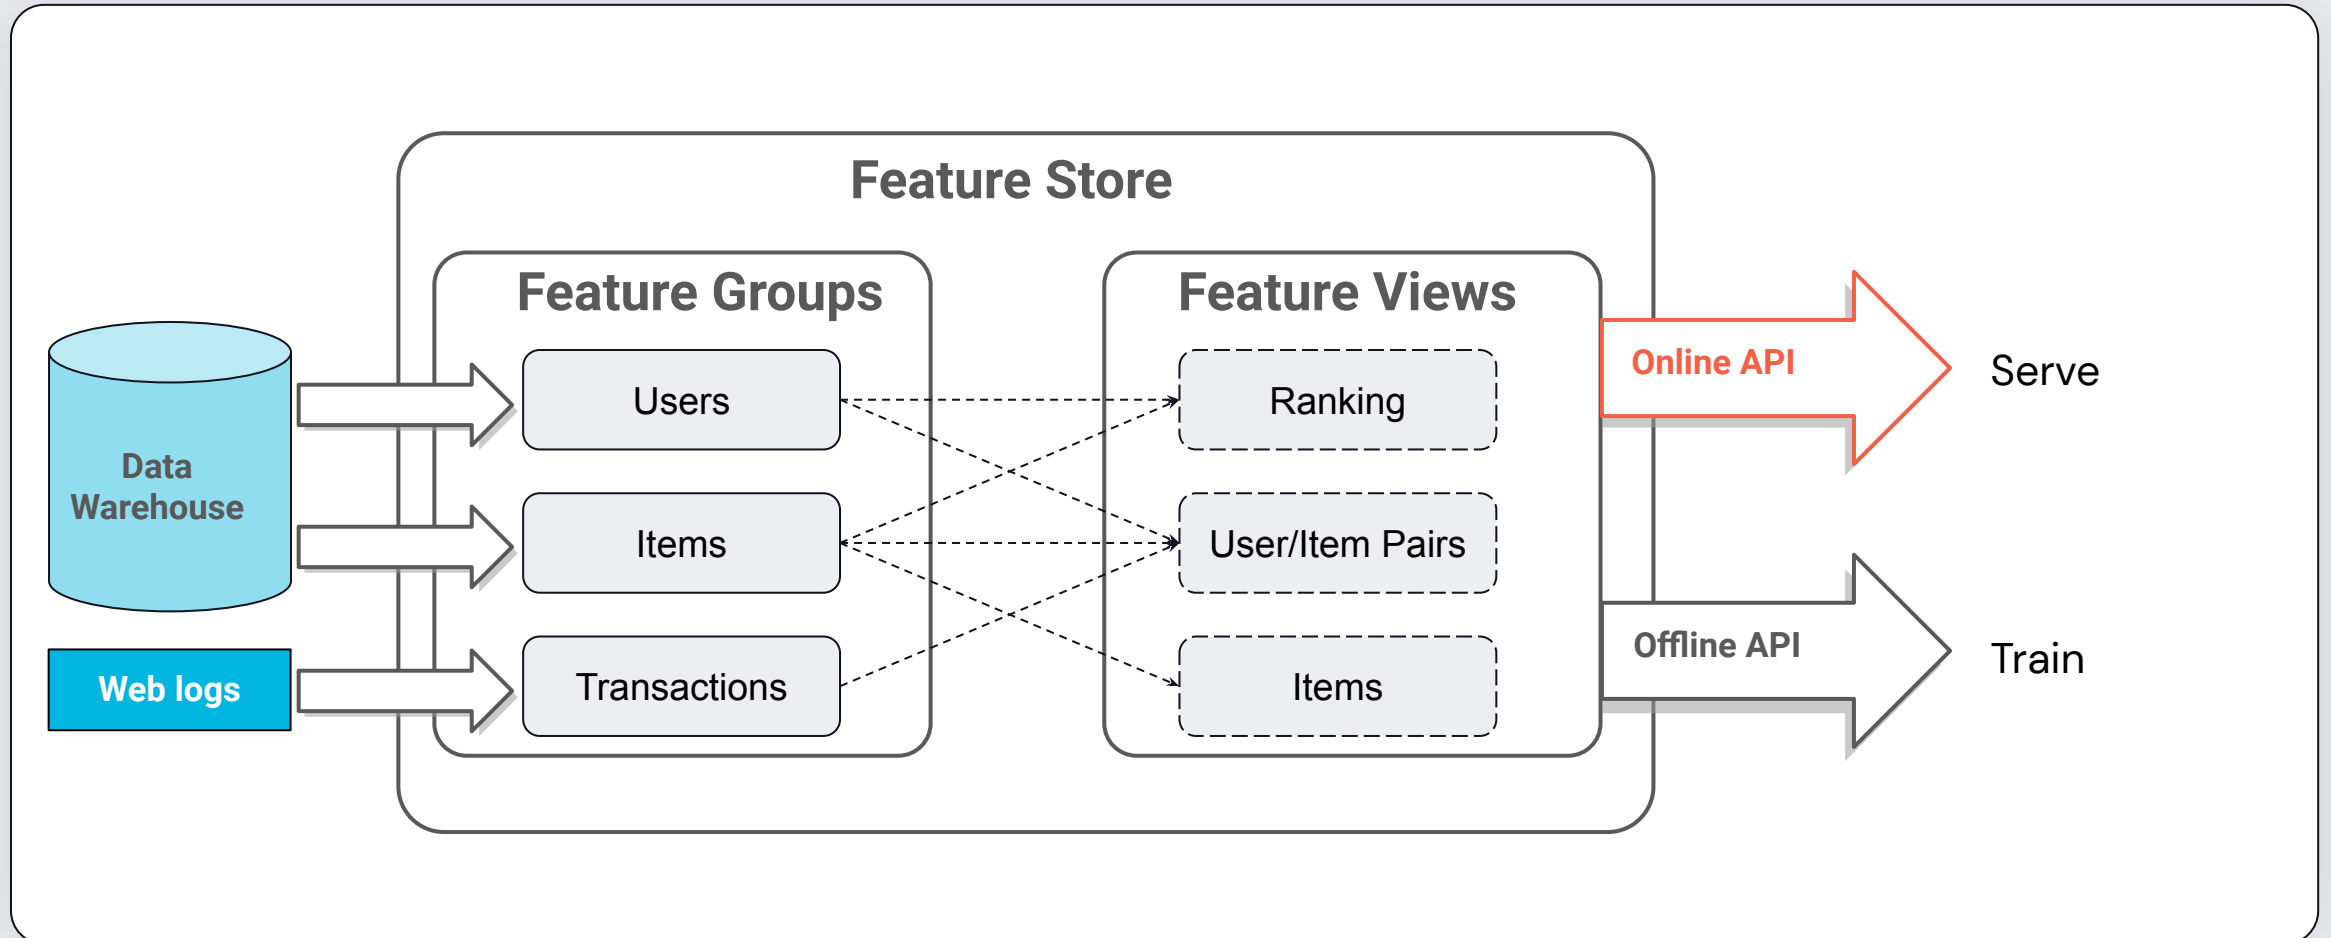 Feature Store
Feature Groups
Feature Views
Data
Warehouse
Web logs
Users
Items
Transactions
Ranking
User/Item Pairs
Items
Online API
Serve
Offline API
Train